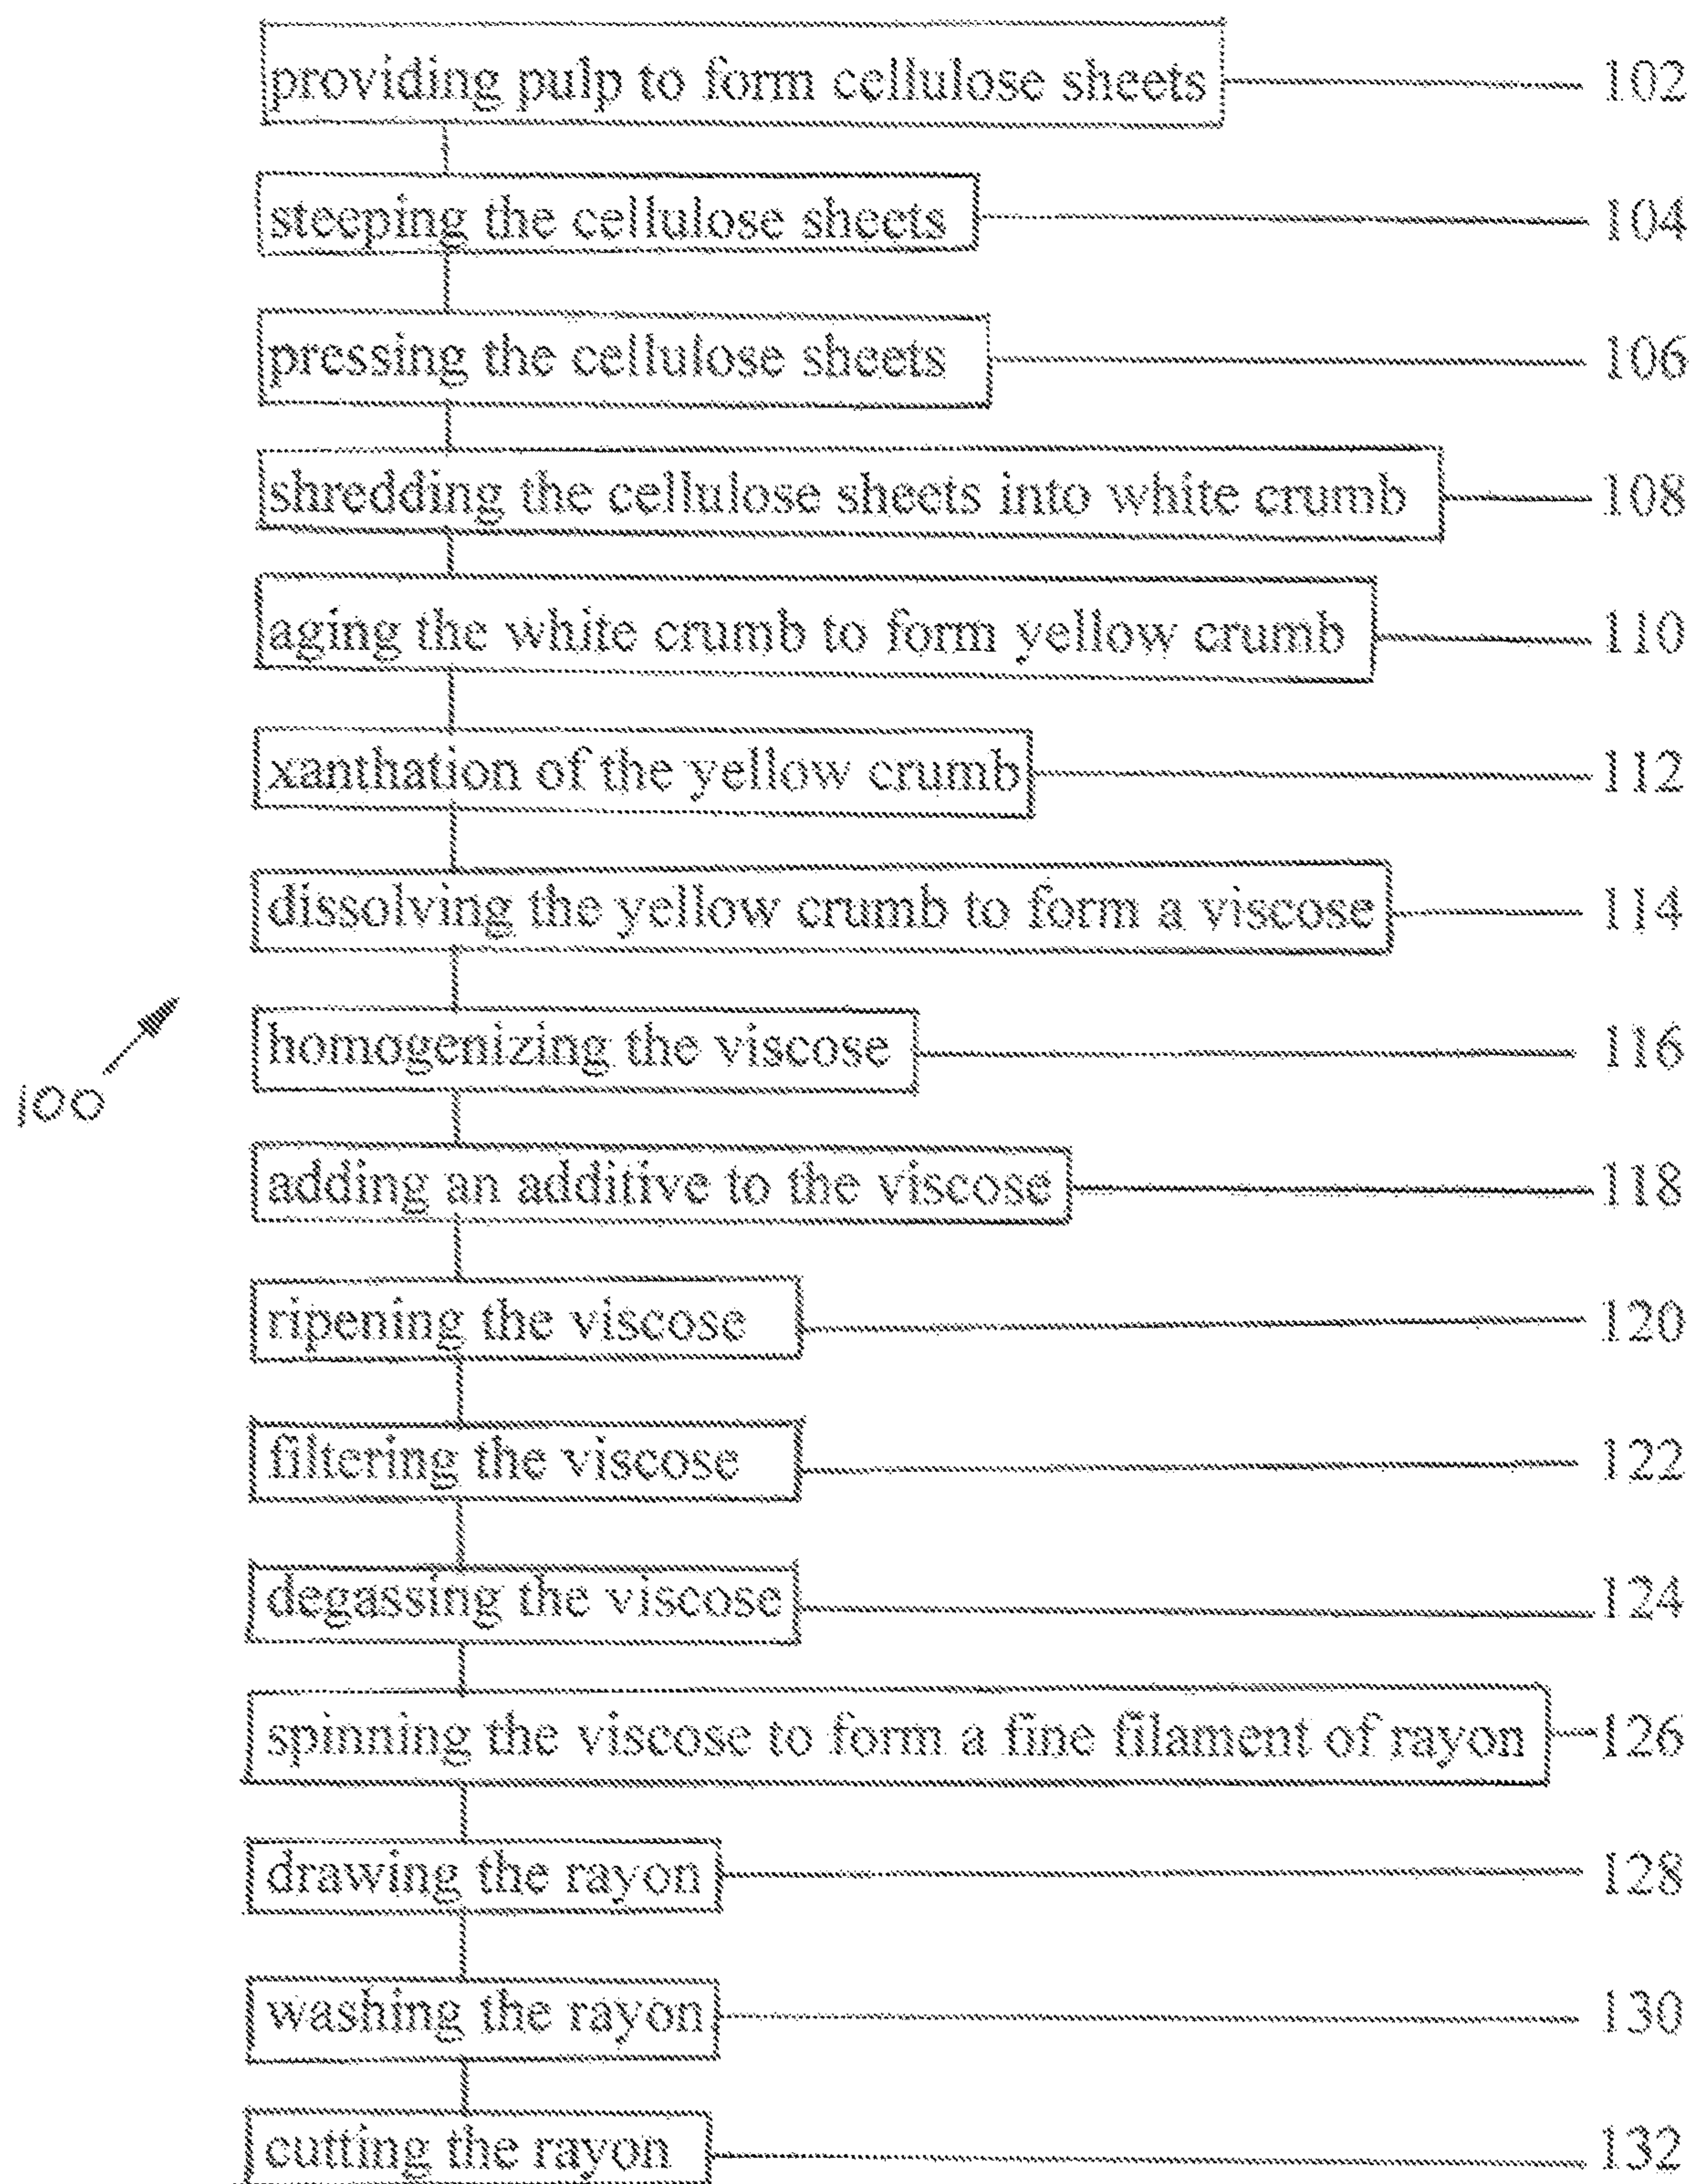 providing pulp to form cellulose sheets 102
steeping the cellulose sheets 104
pressing the cellulose sheets 106
shredding the cellulose sheets into white crumb 108
aging the white crumb to form yellow crumb 110
xanthation of the yellow crumb 112
dissolving the yellow crumb to form a viscose 114
homogenizing the viscose 116
100
adding an additive to the viscose 118
ripening the viscose 120
filtering the viscose 122
degassing the viscose 124
spinning the viscose to form a fine filament of rayon 126
drawing the rayon 128
washing the rayon 130
cutting the rayon 132